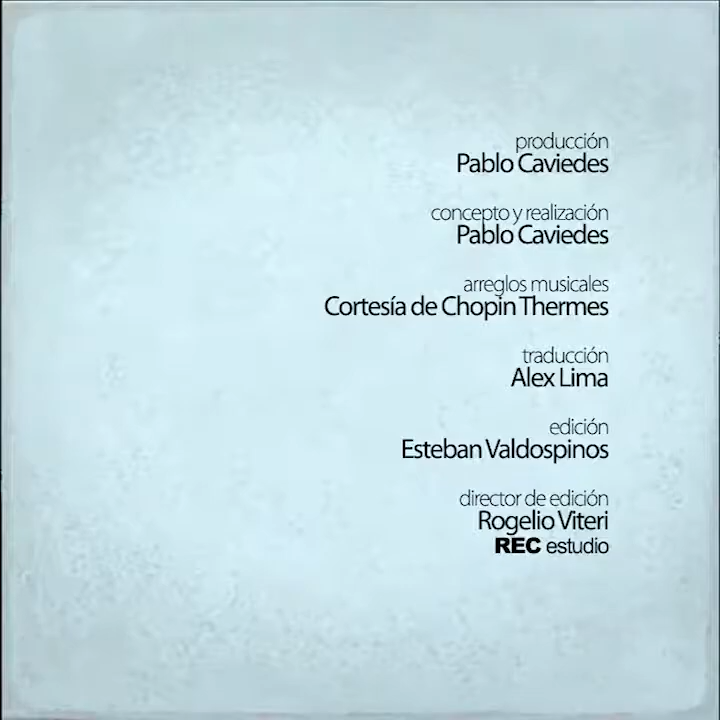 producción
Pablo Caviedes
concepto y realización
Pablo Caviedes
arreglos musicales
Cortesía de Chopin Thermes
traducción
Alex Lima
edición
Esteban Valdospinos
director de edición
Rogelio Viteri
REC estudio